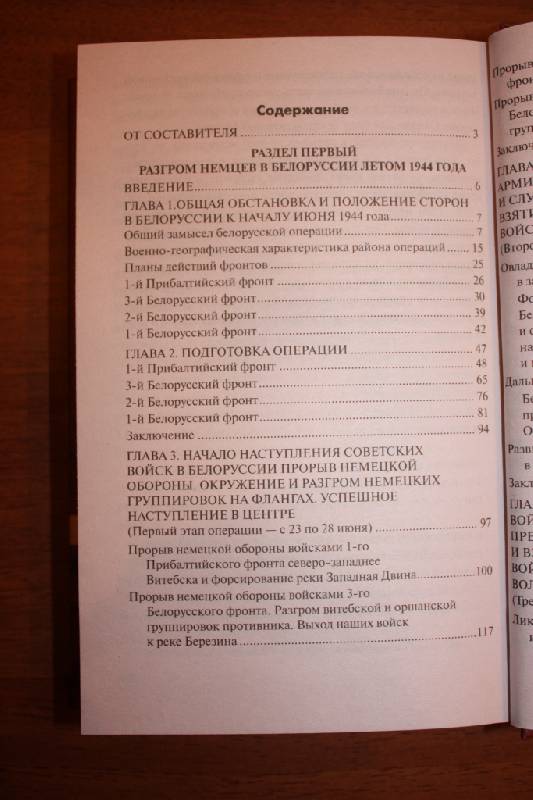 Содержание
ОТ СОСТАВИТЕЛЯ 3
РАЗДЕЛ ПЕРВЫЙ
РАЗГРОМ НЕМЦЕВ В БЕЛОРУССИИ ЛЕТОМ 1944 ГОДА
ВВЕДЕНИЕ 6
ГЛАВА 1.ОБЩАЯ ОБСТАНОВКА И ПОЛОЖЕНИЕ СТОРОН
В БЕЛОРУССИИ К НАЧАЛУ ИЮНЯ 1944 года 7
Общий замысел белорусской операции 7
Военно-географическая характеристика района операций 15
Планы действий фронтов 25
1-й Прибалтийский фронт 26
3-й Белорусский фронт 30
2-й Белорусский фронт 39
1-й Белорусский фронт 42
ГЛАВА 2. ПОДГОТОВКА ОПЕРАЦИИ 47
1-й Прибалтийский фронт 48
3-й Белорусский фронт 65
2-й Белорусский фронт 76
1-й Белорусский фронт 81
Заключение 94
ГЛАВА 3. НАЧАЛО НАСТУПЛЕНИЯ СОВЕТСКИХ
ВОЙСК В БЕЛОРУССИИ ПРОРЫВ НЕМЕЦКОЙ
ОБОРОНЫ. ОКРУЖЕНИЕ И РАЗГРОМ НЕМЕЦКИХ
ГРУППИРОВОК НА ФЛАНГАХ. УСПЕШНОЕ
НАСТУПЛЕНИЕ В ЦЕНТРЕ
(Первый этап операции — с 23 по 28 июня) 97
Прорыв немецкой обороны войсками 1-го
Прибалтийского фронта северо-западнее
Витебска и форсирование реки Западная Двина 100
Прорыв немецкой обороны войсками 3-го
Белорусского фронта. Разгром витебской и оршанской
группировок противника. Выход наших войск
к реке Березина 117